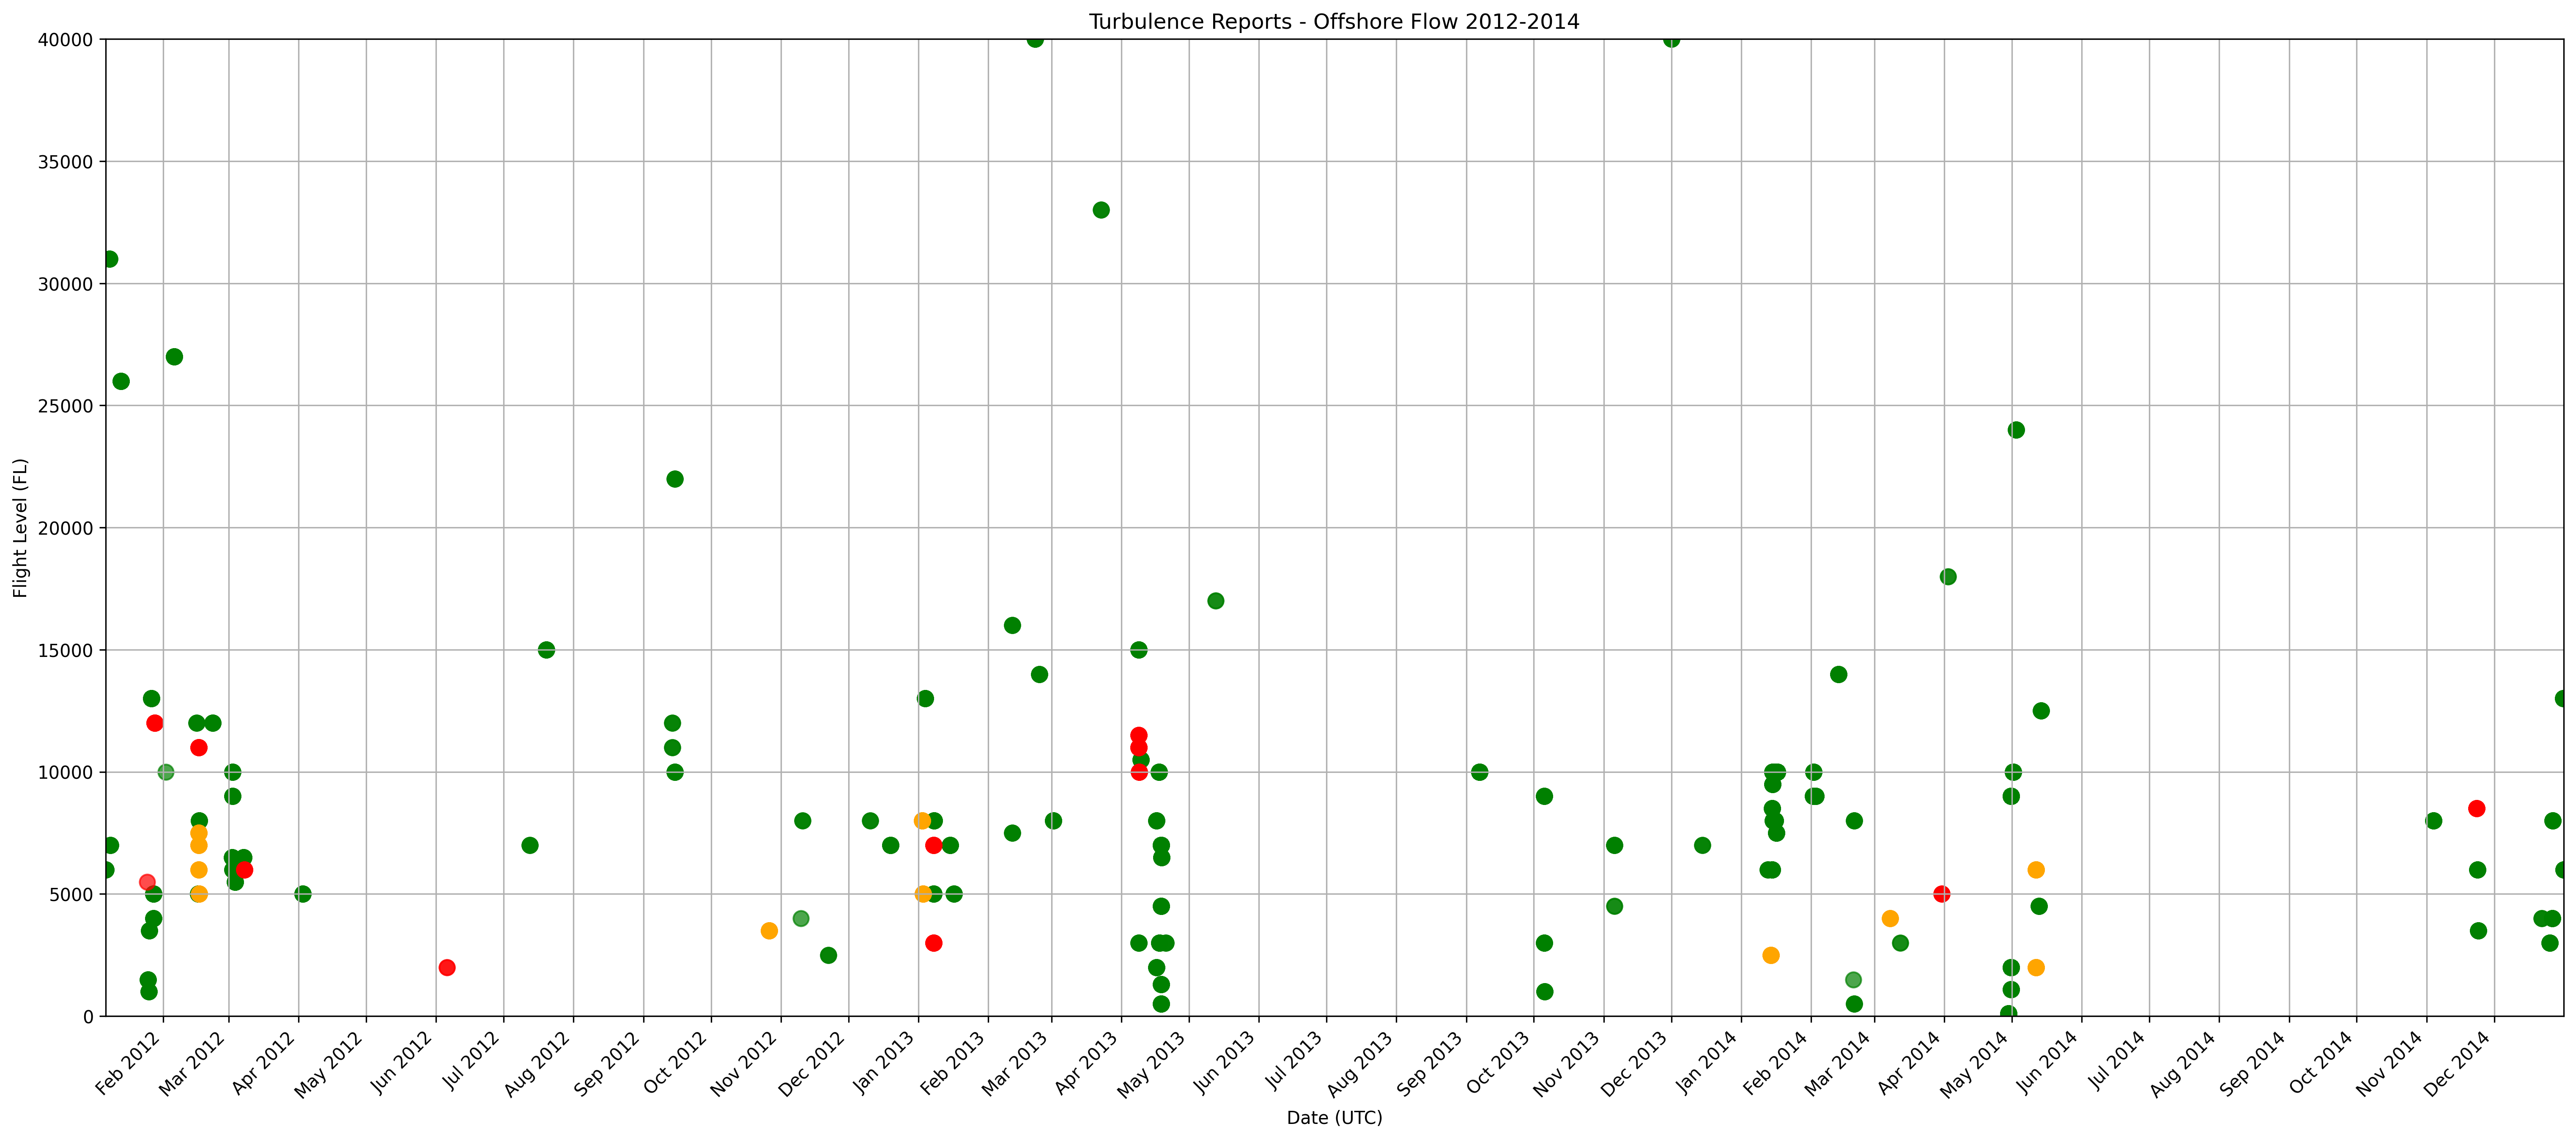 Turbulence Reports - Offshore Flow 2012-2014
40000
35000
30000
25000
20000
15000
10000
5000
0
Flight Level (FL)
Feb 2012
Mar 2012
Apr 2012
May 2012
Jun 2012
Jul 2012
Aug 2012
Sep 2012
Oct 2012
Nov 2012
Dec 2012
Jan 2013
Feb 2013
Mar 2013
Apr 2013
May 2013
Jun 2013
Jul 2013
Aug 2013
Sep 2013
Oct 2013
Nov 2013
Dec 2013
Jan 2014
Feb 2014
Mar 2014
Apr 2014
May 2014
Jun 2014
Jul 2014
Aug 2014
Sep 2014
Oct 2014
Nov 2014
Dec 2014
Date (UTC)